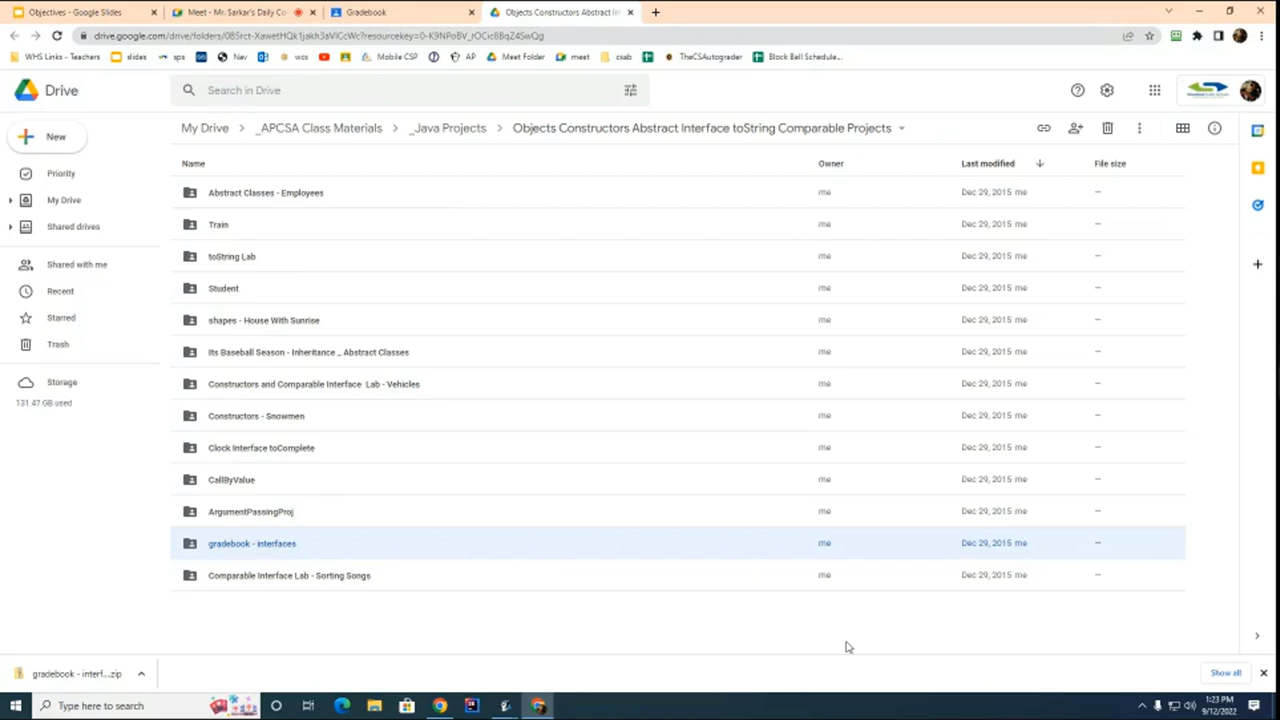 Objectives - Google Slides
Meet - Mr. Sarkar's Daily Co
Gradebook
Objects Constructors Abstract In
WHS Links - Teachers
slides
sps
Nav
wcs
Mobile CSP
AP
Meet Folder
meet
csab
TheCSAutograder
Block Bell Schedule...
Drive
Search in Drive
New
My Drive > _APCSA Class Materials > _Java Projects > Objects Constructors Abstract Interface toString Comparable Projects
Priority
My Drive
Shared drives
Shared with me
Recent
Starred
Trash
Storage
131.47 GB used
Name Owner Last modified File size
Abstract Classes - Employees me Dec 29, 2015 me –
Train me Dec 29, 2015 me –
toString Lab me Dec 29, 2015 me –
Student me Dec 29, 2015 me –
shapes - House With Sunrise me Dec 29, 2015 me –
Its Baseball Season - Inheritance _ Abstract Classes me Dec 29, 2015 me –
Constructors and Comparable Interface Lab - Vehicles me Dec 29, 2015 me –
Constructors - Snowmen me Dec 29, 2015 me –
Clock Interface toComplete me Dec 29, 2015 me –
CallByValue me Dec 29, 2015 me –
ArgumentPassingProj me Dec 29, 2015 me –
gradebook - interfaces me Dec 29, 2015 me –
Comparable Interface Lab - Sorting Songs me Dec 29, 2015 me –
gradebook - interf...zip
Show all
Type here to search
1:23 PM
9/12/2022